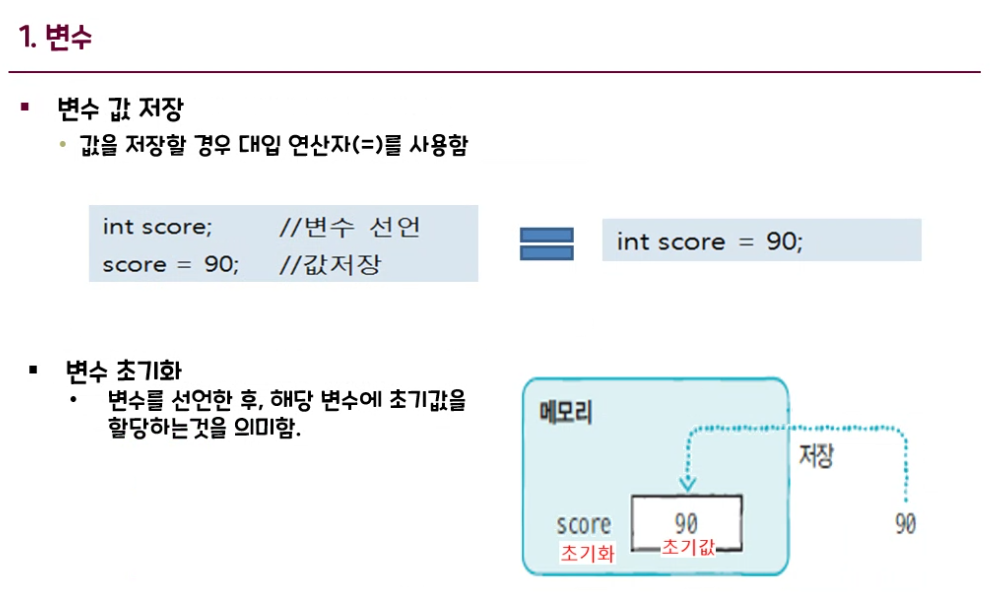 1. 변수
변수 값 저장
값을 저장할 경우 대입 연산자(=)를 사용함
int score; //변수 선언
score = 90; //값저장
int score = 90;
변수 초기화
변수를 선언한 후, 해당 변수에 초기값을
할당하는것을 의미함.
메모리
저장
score 90 90
초기화 초기값